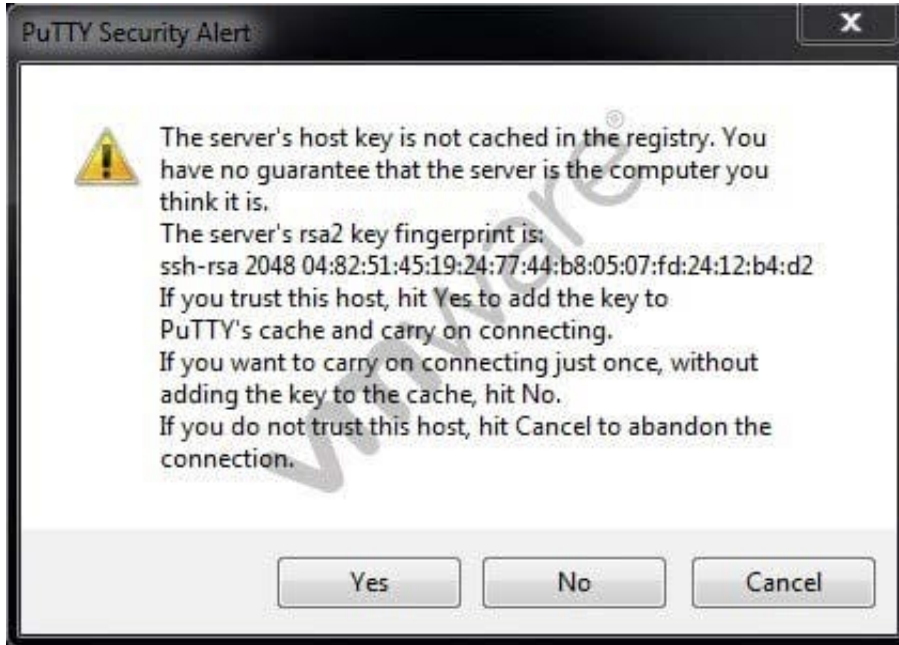 PuTTY Security Alert
The server's host key is not cached in the registry. You
have no guarantee that the server is the computer you
think it is.
The server's rsa2 key fingerprint is:
ssh-rsa 2048 04:82:51:45:19:24:77:44:b8:05:07:fd:24:12:b4:d2
If you trust this host, hit Yes to add the key to
PuTTY's cache and carry on connecting.
If you want to carry on connecting just once, without
adding the key to the cache, hit No.
If you do not trust this host, hit Cancel to abandon the
connection.
vmware®
Yes No Cancel